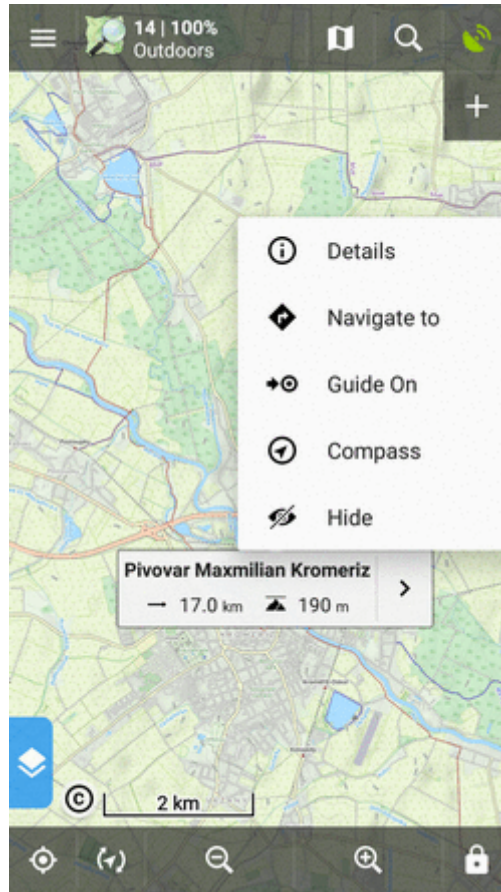 14 | 100%
Outdoors
Details
Navigate to
Guide On
Compass
Hide
Pivovar Maxmilian Kromeriz
17.0 km 190 m
© 2 km